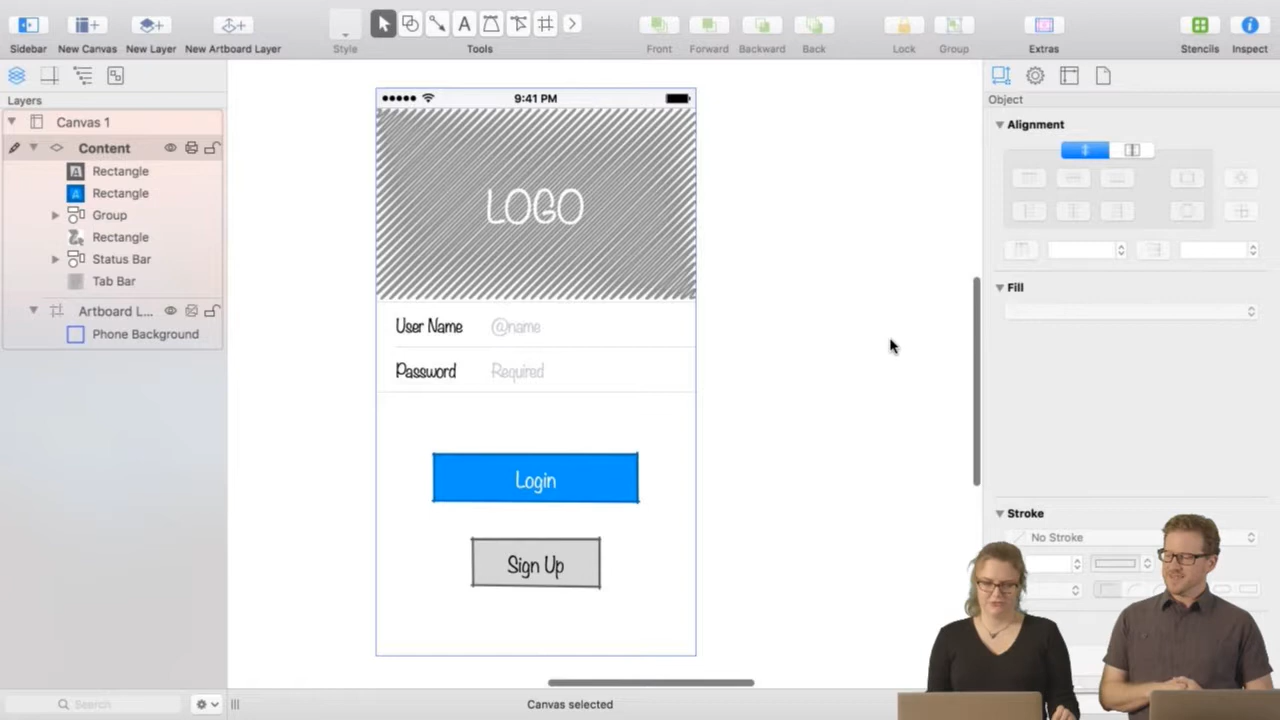 Sidebar
New Canvas
New Layer
New Artboard Layer
Style
A
Tools
Front
Forward
Backward
Back
Lock
Group
Extras
Stencils
Inspect
Layers
Canvas 1
Content
A Rectangle
A Rectangle
Group
Rectangle
Status Bar
Tab Bar
Artboard L...
Phone Background
Search
9:41 PM
LOGO
User Name @name
Password Required
Login
Sign Up
Canvas selected
Object
Alignment
Fill
Stroke
No Stroke